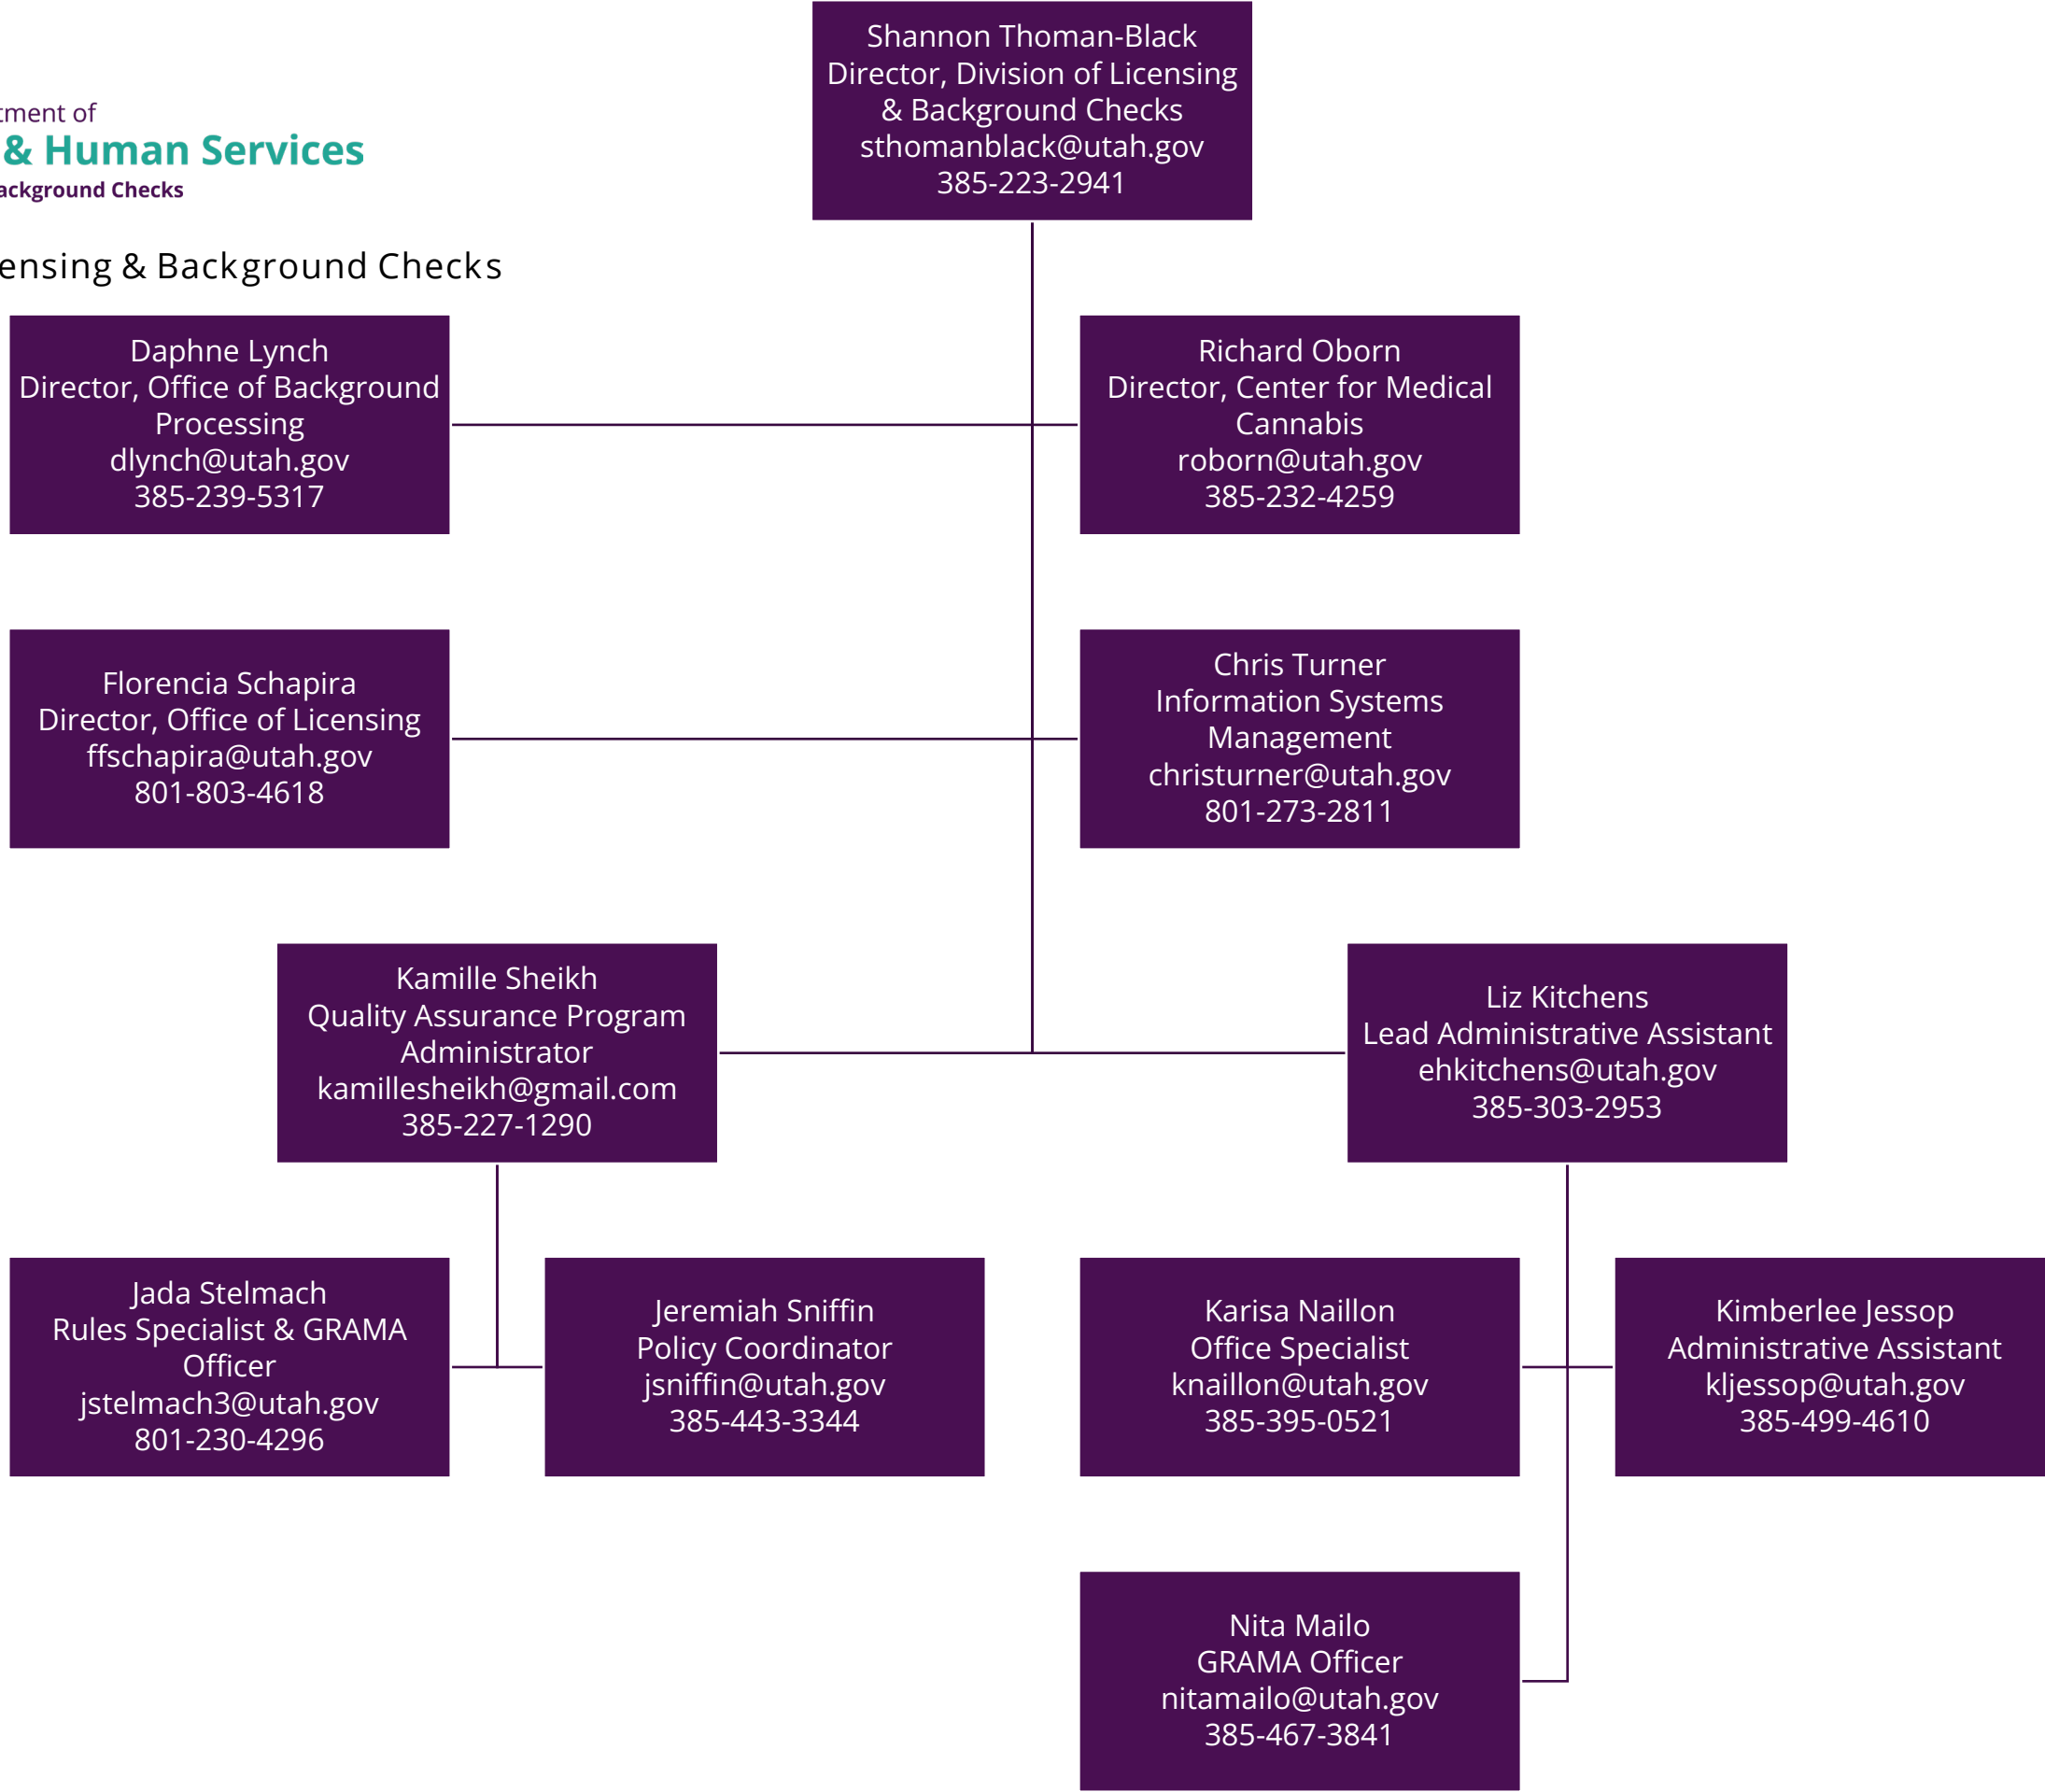 Shannon Thoman-Black
Director, Division of Licensing
& Background Checks
sthomanblack@utah.gov
385-223-2941
of
& Human Services
Checks
& Background Checks
Daphne Lynch
Director, Office of Background
Processing
dlynch@utah.gov
385-239-5317
Richard Oborn
Director, Center for Medical
Cannabis
roborn@utah.gov
385-232-4259
Florencia Schapira
Director, Office of Licensing
ffschapira@utah.gov
801-803-4618
Chris Turner
Information Systems
Management
christurner@utah.gov
801-273-2811
Kamille Sheikh
Quality Assurance Program
Administrator
kamillesheikh@gmail.com
385-227-1290
Liz Kitchens
Lead Administrative Assistant
ehkitchens@utah.gov
385-303-2953
Jada Stelmach
Rules Specialist & GRAMA
Officer
jstelmach3@utah.gov
801-230-4296
Jeremiah Sniffin
Policy Coordinator
jsniffin@utah.gov
385-443-3344
Karisa Naillon
Office Specialist
knaillon@utah.gov
385-395-0521
Kimberlee Jessop
Administrative Assistant
kljessop@utah.gov
385-499-4610
Nita Mailo
GRAMA Officer
nitamailo@utah.gov
385-467-3841